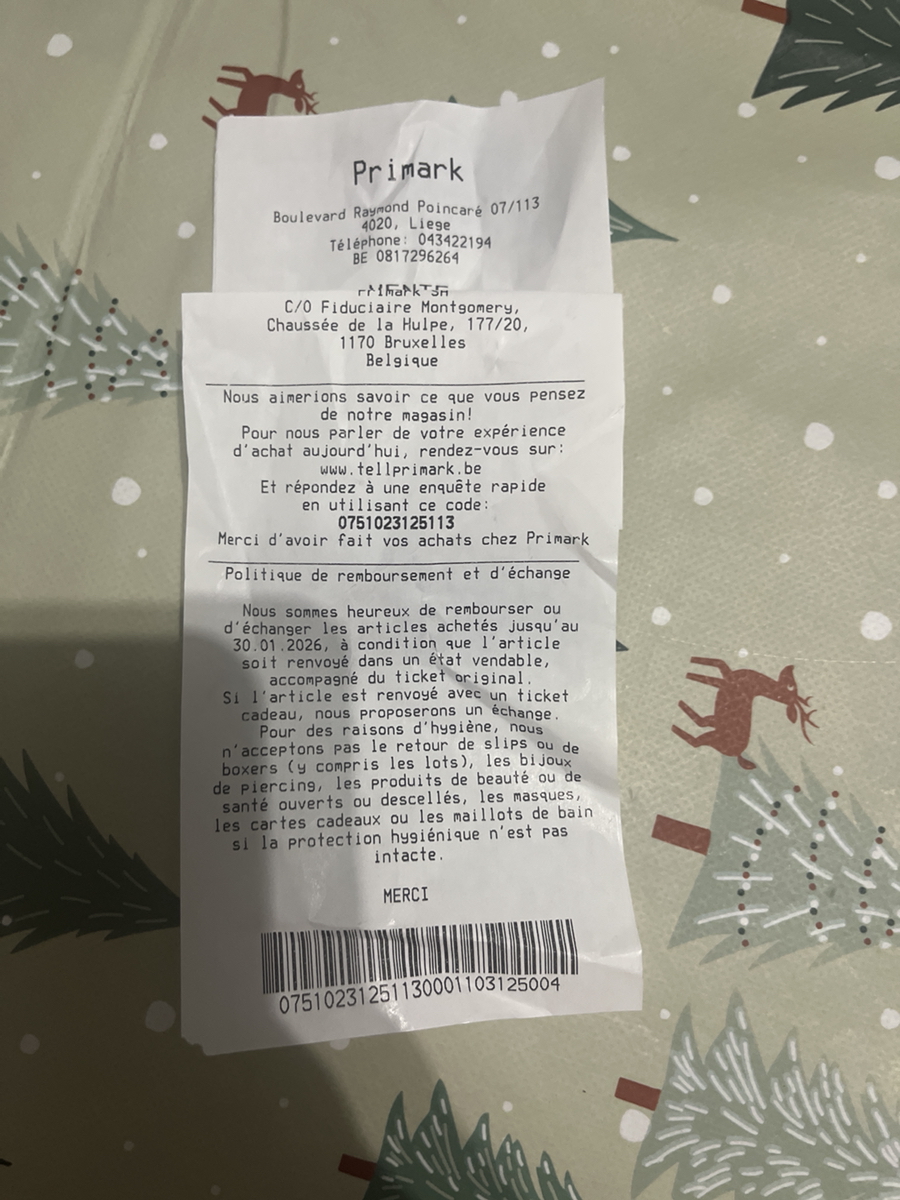 Primark
Boulevard Raymond Poincaré 07/113
4020, Liege
Téléphone: 043422194
BE 0817296264
C/O Fiduciaire Montgomery,
Chaussée de la Hulpe, 177/20,
1170 Bruxelles
Belgique
Nous aimerions savoir ce que vous pensez
de notre magasin!
Pour nous parler de votre expérience
d'achat aujourd'hui, rendez-vous sur:
www.tellprimark.be
Et répondez à une enquête rapide
en utilisant ce code:
0751023125113
Merci d'avoir fait vos achats chez Primark
Politique de remboursement et d'échange
Nous sommes heureux de rembourser ou
d'échanger les articles achetés jusqu'au
30.01.2026, à condition que l'article
soit renvoyé dans un état vendable,
accompagné du ticket original.
Si l'article est renvoyé avec un ticket
cadeau, nous proposerons un échange.
Pour des raisons d'hygiène, nous
n'acceptons pas le retour de slips ou de
boxers (y compris les lots), les bijoux
de piercing, les produits de beauté ou de
santé ouverts ou descellés, les masques,
les cartes cadeaux ou les maillots de bain
si la protection hygiénique n'est pas
intacte.
MERCI
07510231251130001103125004